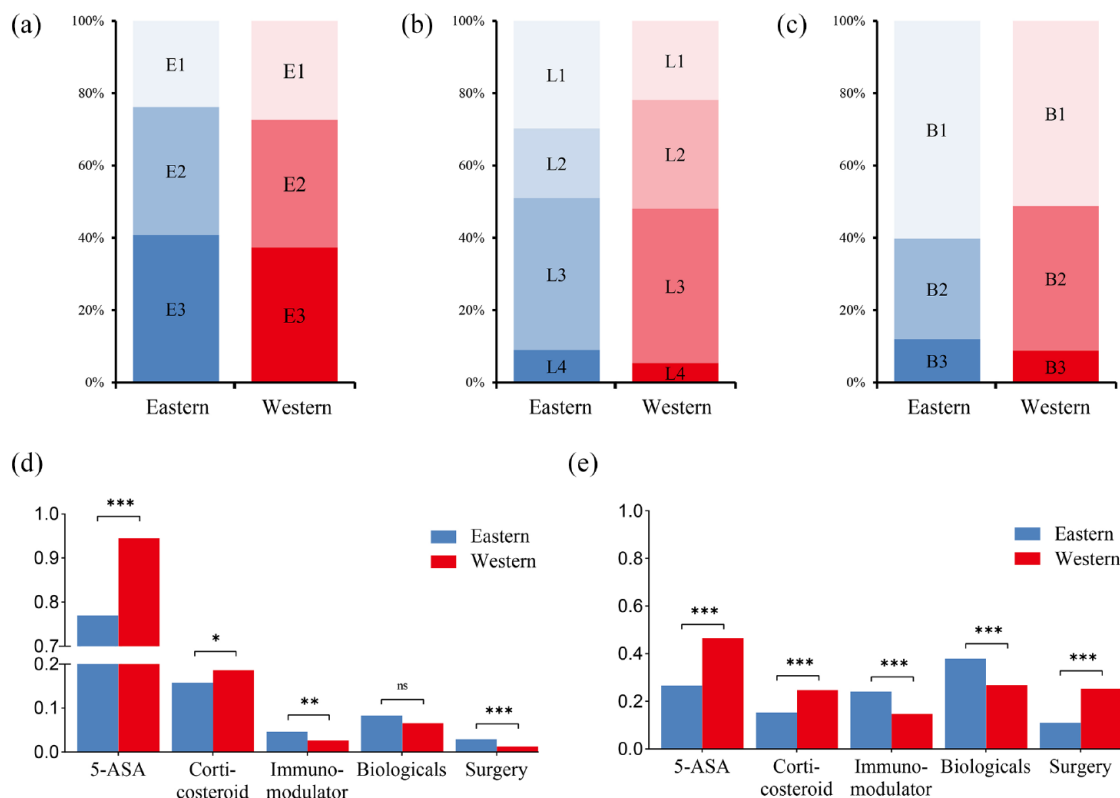 (a)
100%
80%
60%
40%
20%
0%
E1
E2
E3
E1
E2
E3
Eastern
Western
(b)
100%
80%
60%
40%
20%
0%
L1
L2
L3
L4
L1
L2
L3
L4
Eastern
Western
(c)
100%
80%
60%
40%
20%
0%
B1
B2
B3
B1
B2
B3
Eastern
Western
(d)
1.0
0.9
0.8
0.7
0.2
0.1
0.0
***
*
**
ns
***
Eastern
Western
5-ASA
Corti-
costeroid
Immuno-
modulator
Biologicals
Surgery
(e)
1.0
0.8
0.6
0.4
0.2
0.0
***
***
***
***
***
Eastern
Western
5-ASA
Corti-
costeroid
Immuno-
modulator
Biologicals
Surgery